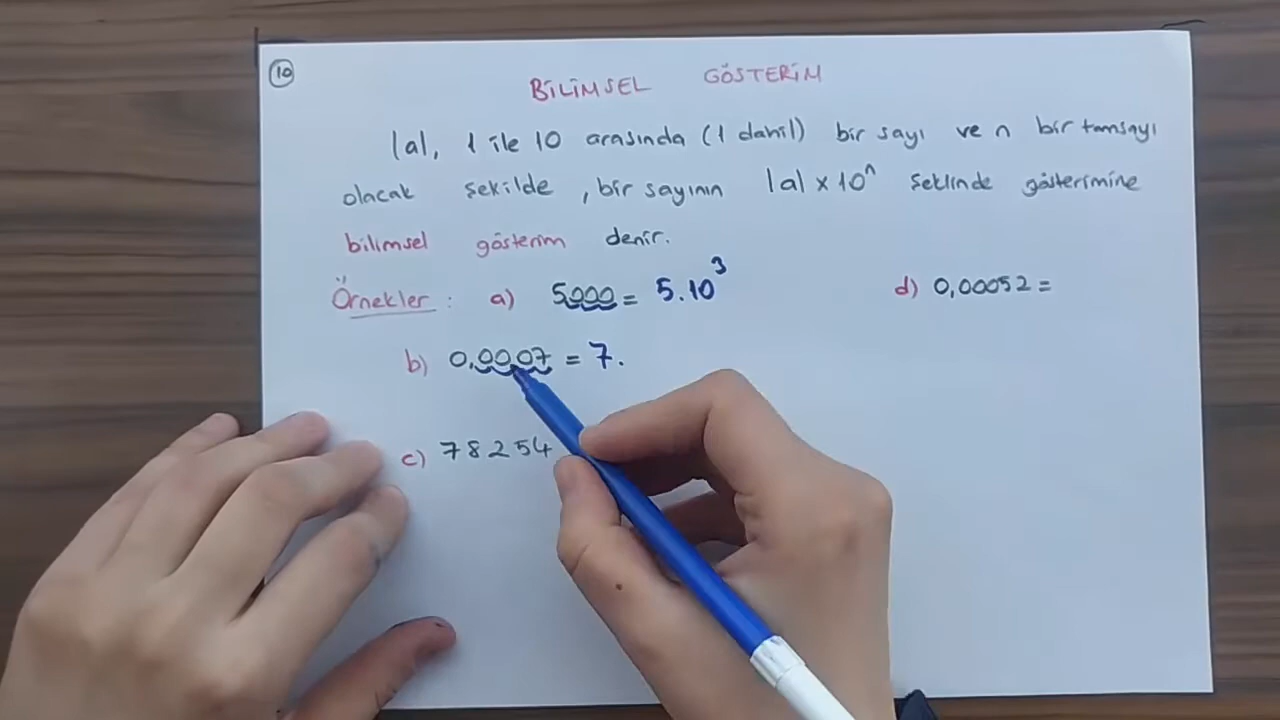 10
BİLİMSEL GÖSTERİM
|a|, 1 ile 10 arasında (1 dahil) bir sayı ve n bir tamsayı
olacak şekilde, bir sayının |a| x 10ⁿ şeklinde gösterimine
bilimsel gösterim denir.
Örnekler : a) 5000 = 5.10³
d) 0,00052 =
b) 0,0007 = 7.
c) 78254